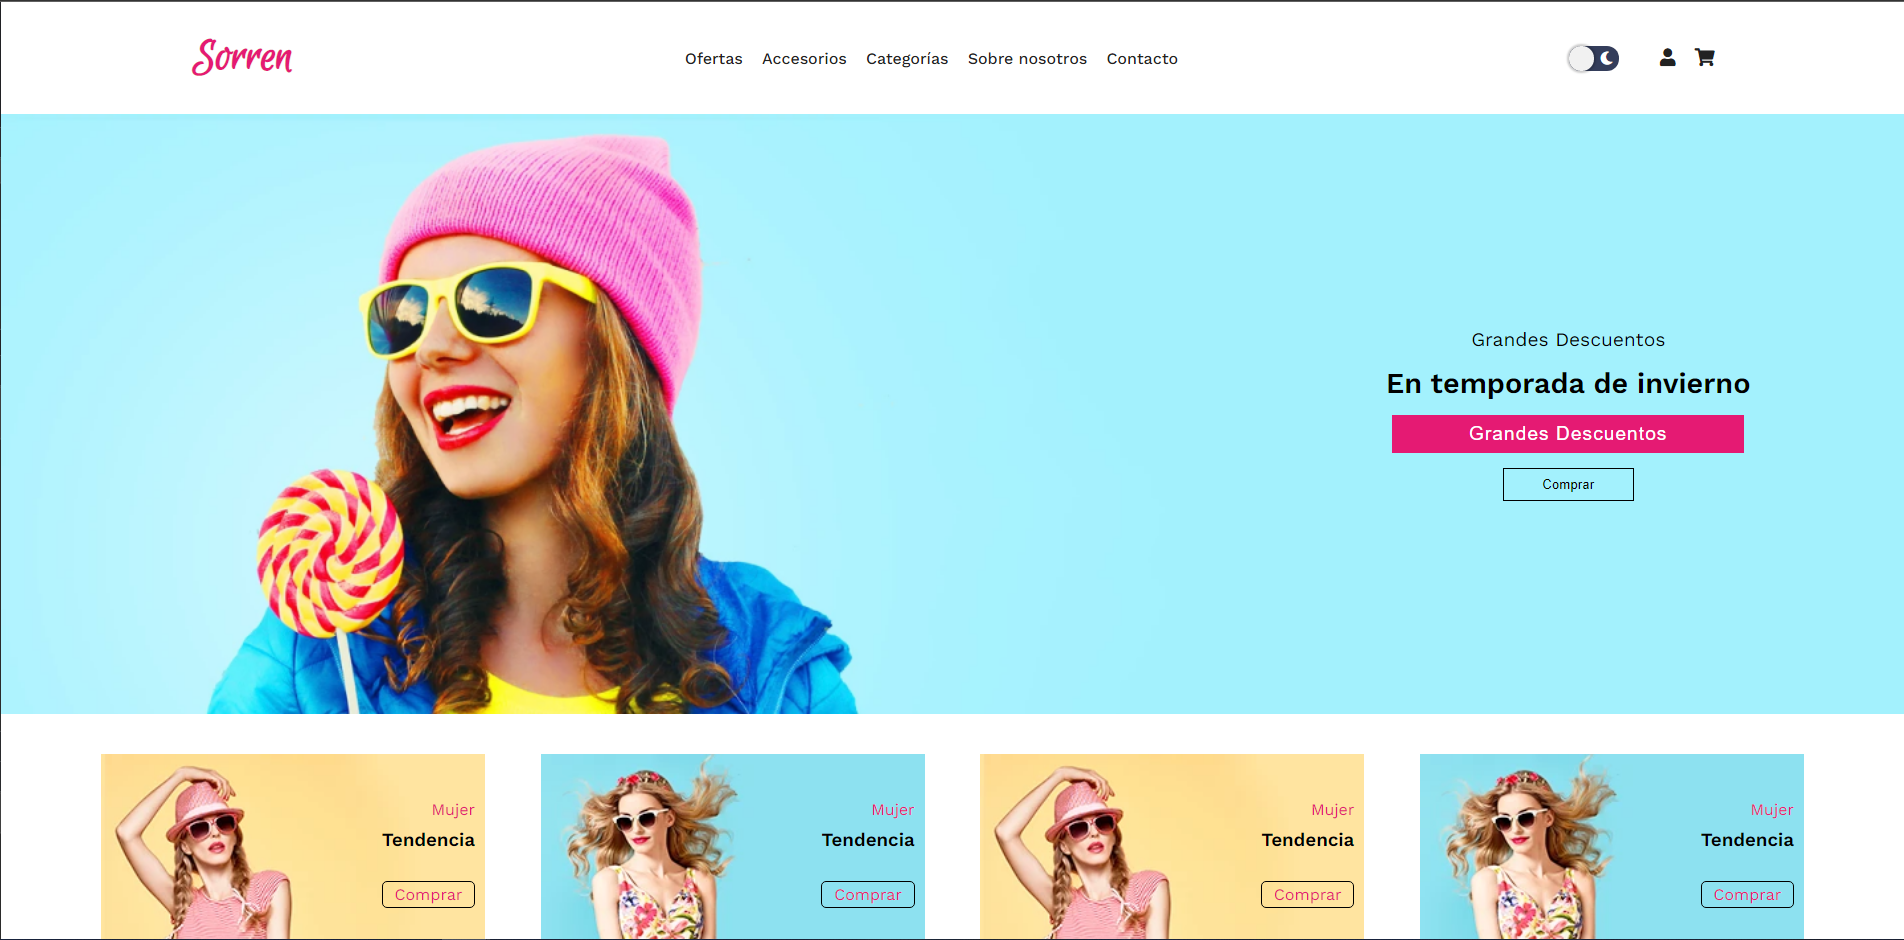 Sorren
Ofertas Accesorios Categorías Sobre nosotros Contacto
Grandes Descuentos
En temporada de invierno
Grandes Descuentos
Comprar
Mujer
Tendencia
Comprar
Mujer
Tendencia
Comprar
Mujer
Tendencia
Comprar
Mujer
Tendencia
Comprar